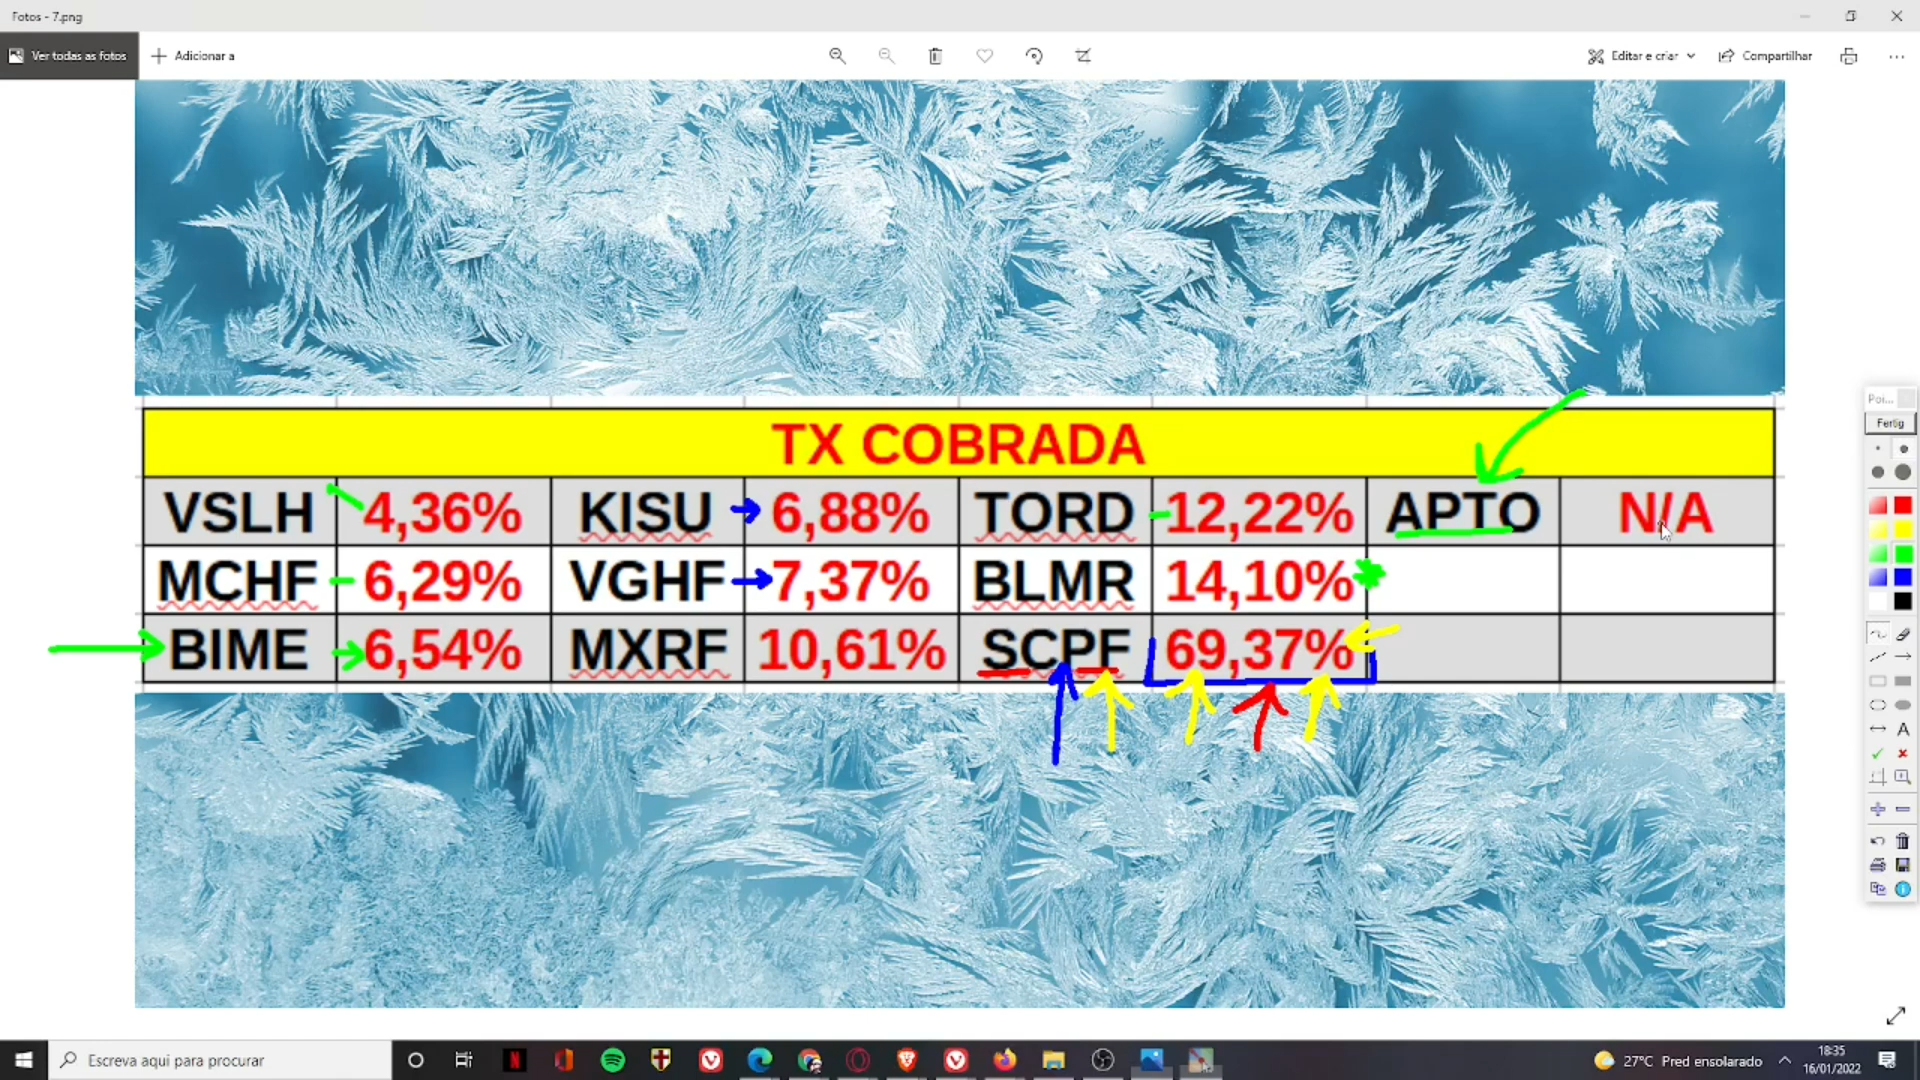 Fotos - 7.png
Ver todas as fotos
Adicionar a
Editar e criar
Compartilhar
TX COBRADA
VSLH 4,36% KISU 6,88% TORD 12,22% APTO N/A
MCHF 6,29% VGHF 7,37% BLMR 14,10%
BIME 6,54% MXRF 10,61% SCPF 69,37%
Poi...
Fertig
A
Escreva aqui para procurar
27°C Pred ensolarado
18:35
16/01/2022